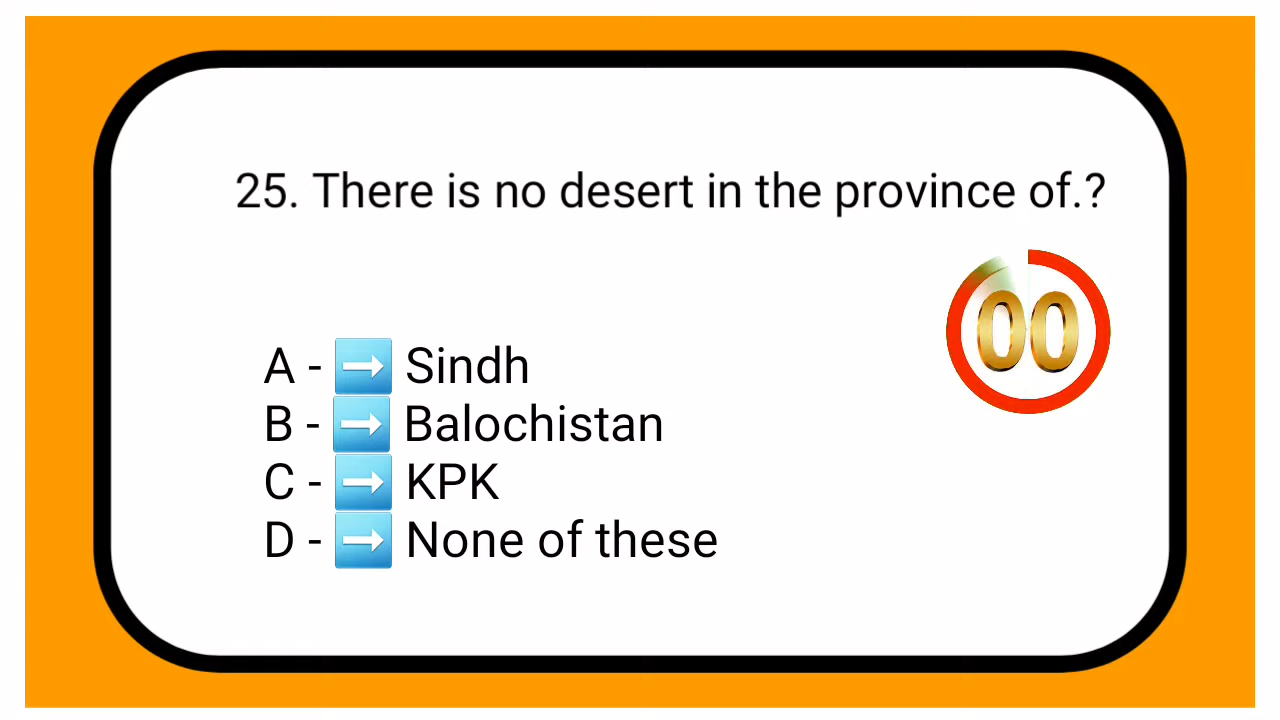 25. There is no desert in the province of.?
00
A - ➡️ Sindh
B - ➡️ Balochistan
C - ➡️ KPK
D - ➡️ None of these